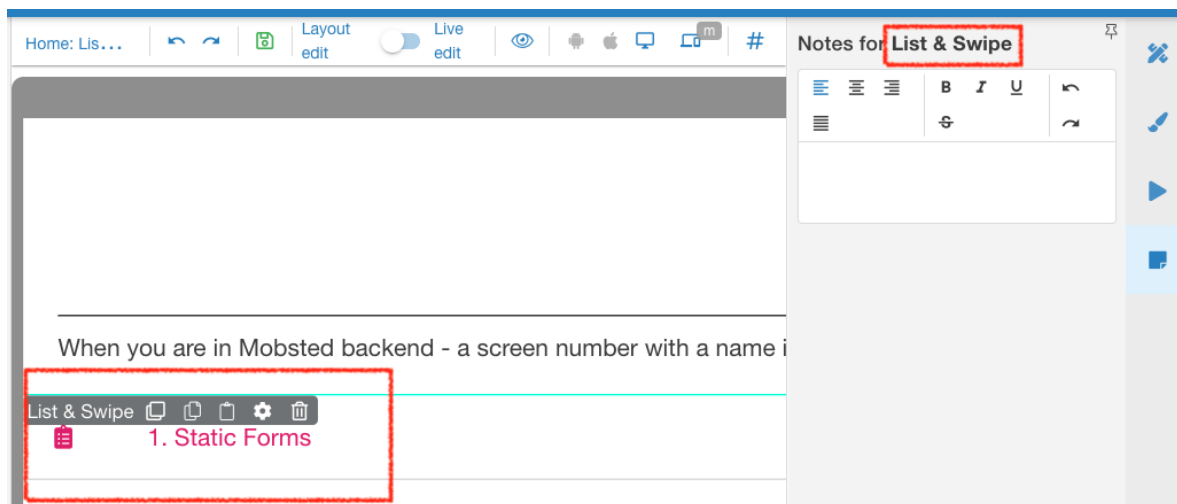 Home: Lis...
Layout
edit
Live
edit
m
#
Notes for List & Swipe
B I U
S
When you are in Mobsted backend - a screen number with a name i
List & Swipe
1. Static Forms